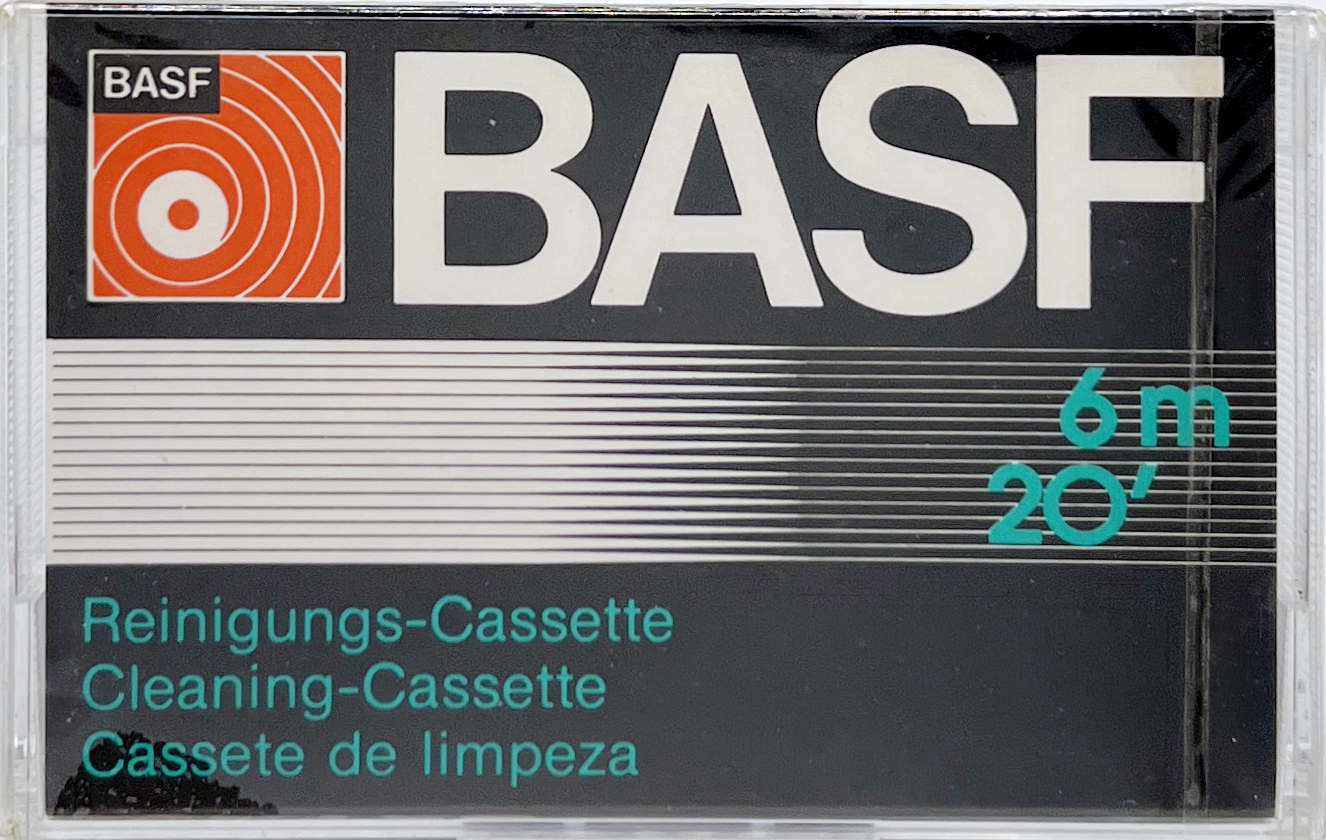 BASF
BASF
6 m
20'
Reinigungs-Cassette
Cleaning-Cassette
Cassete de limpeza